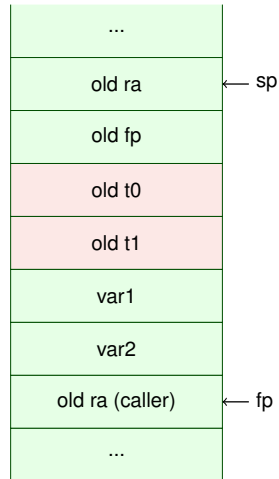 ...
old ra
sp
old fp
old t0
old t1
var1
var2
old ra (caller)
fp
...